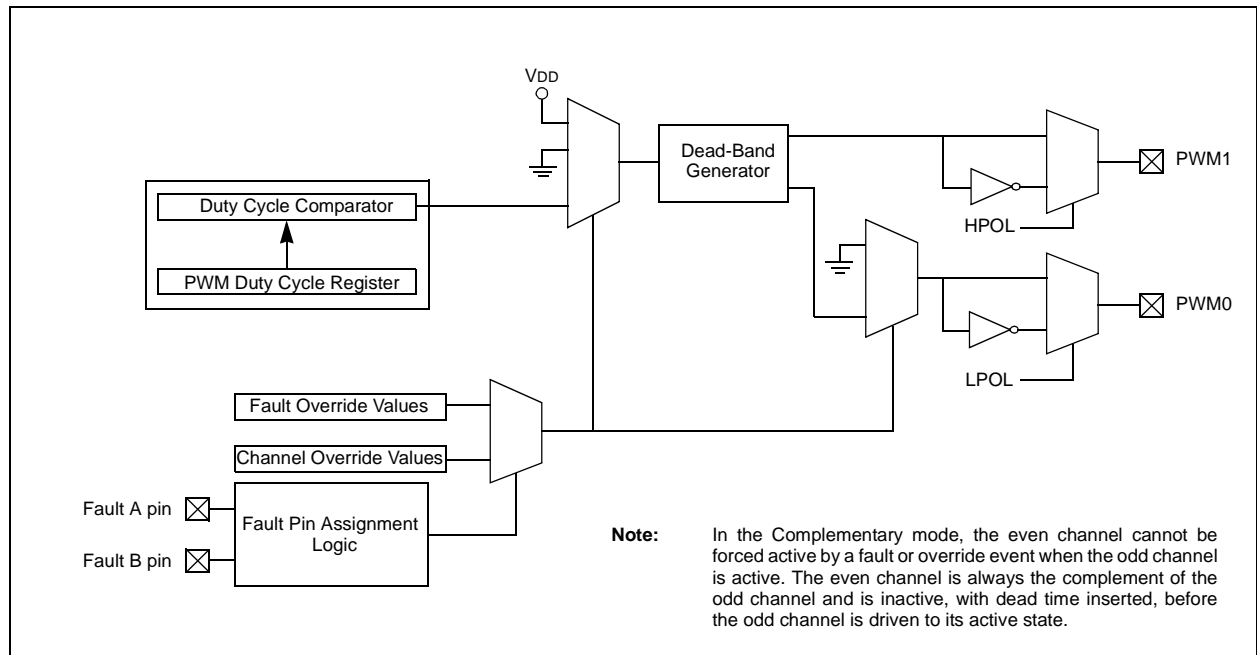 VDD
Dead-Band
Generator
PWM1
HPOL
Duty Cycle Comparator
PWM Duty Cycle Register
PWM0
LPOL
Fault Override Values
Channel Override Values
Fault A pin
Fault B pin
Fault Pin Assignment
Logic
Note: In the Complementary mode, the even channel cannot be
forced active by a fault or override event when the odd channel
is active. The even channel is always the complement of the
odd channel and is inactive, with dead time inserted, before
the odd channel is driven to its active state.